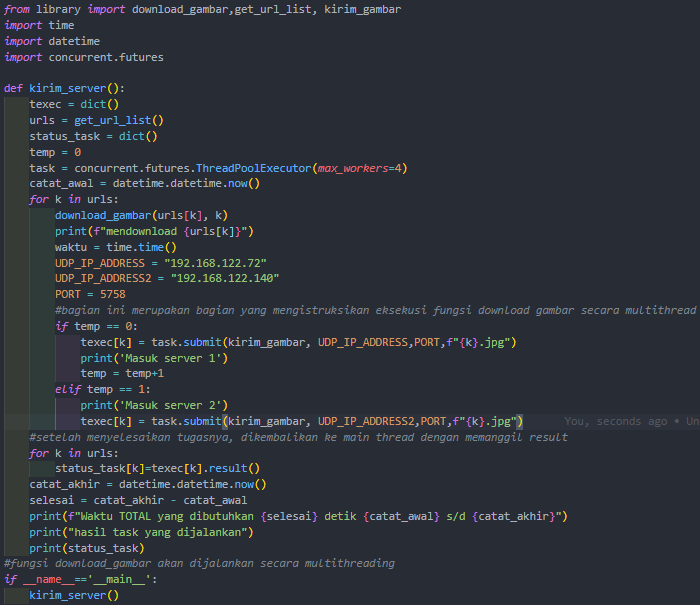 from library import download_gambar,get_url_list, kirim_gambar
import time
import datetime
import concurrent.futures

def kirim_server():
    texec = dict()
    urls = get_url_list()
    status_task = dict()
    temp = 0
    task = concurrent.futures.ThreadPoolExecutor(max_workers=4)
    catat_awal = datetime.datetime.now()
    for k in urls:
        download_gambar(urls[k], k)
        print(f"mendownload {urls[k]}")
        waktu = time.time()
        UDP_IP_ADDRESS = "192.168.122.72"
        UDP_IP_ADDRESS2 = "192.168.122.140"
        PORT = 5758
        #bagian ini merupakan bagian yang mengistruksikan eksekusi fungsi download gambar secara multithread
        if temp == 0:
            texec[k] = task.submit(kirim_gambar, UDP_IP_ADDRESS,PORT,f"{k}.jpg")
            print('Masuk server 1')
            temp = temp+1
        elif temp == 1:
            print('Masuk server 2')
            texec[k] = task.submit(kirim_gambar, UDP_IP_ADDRESS2,PORT,f"{k}.jpg") You, seconds ago • Un
    #setelah menyelesaikan tugasnya, dikembalikan ke main thread dengan memanggil result
    for k in urls:
        status_task[k]=texec[k].result()
    catat_akhir = datetime.datetime.now()
    selesai = catat_akhir - catat_awal
    print(f"Waktu TOTAL yang dibutuhkan {selesai} detik {catat_awal} s/d {catat_akhir}")
    print("hasil task yang dijalankan")
    print(status_task)
#fungsi download_gambar akan dijalankan secara multithreading
if __name__=='__main__':
    kirim_server()